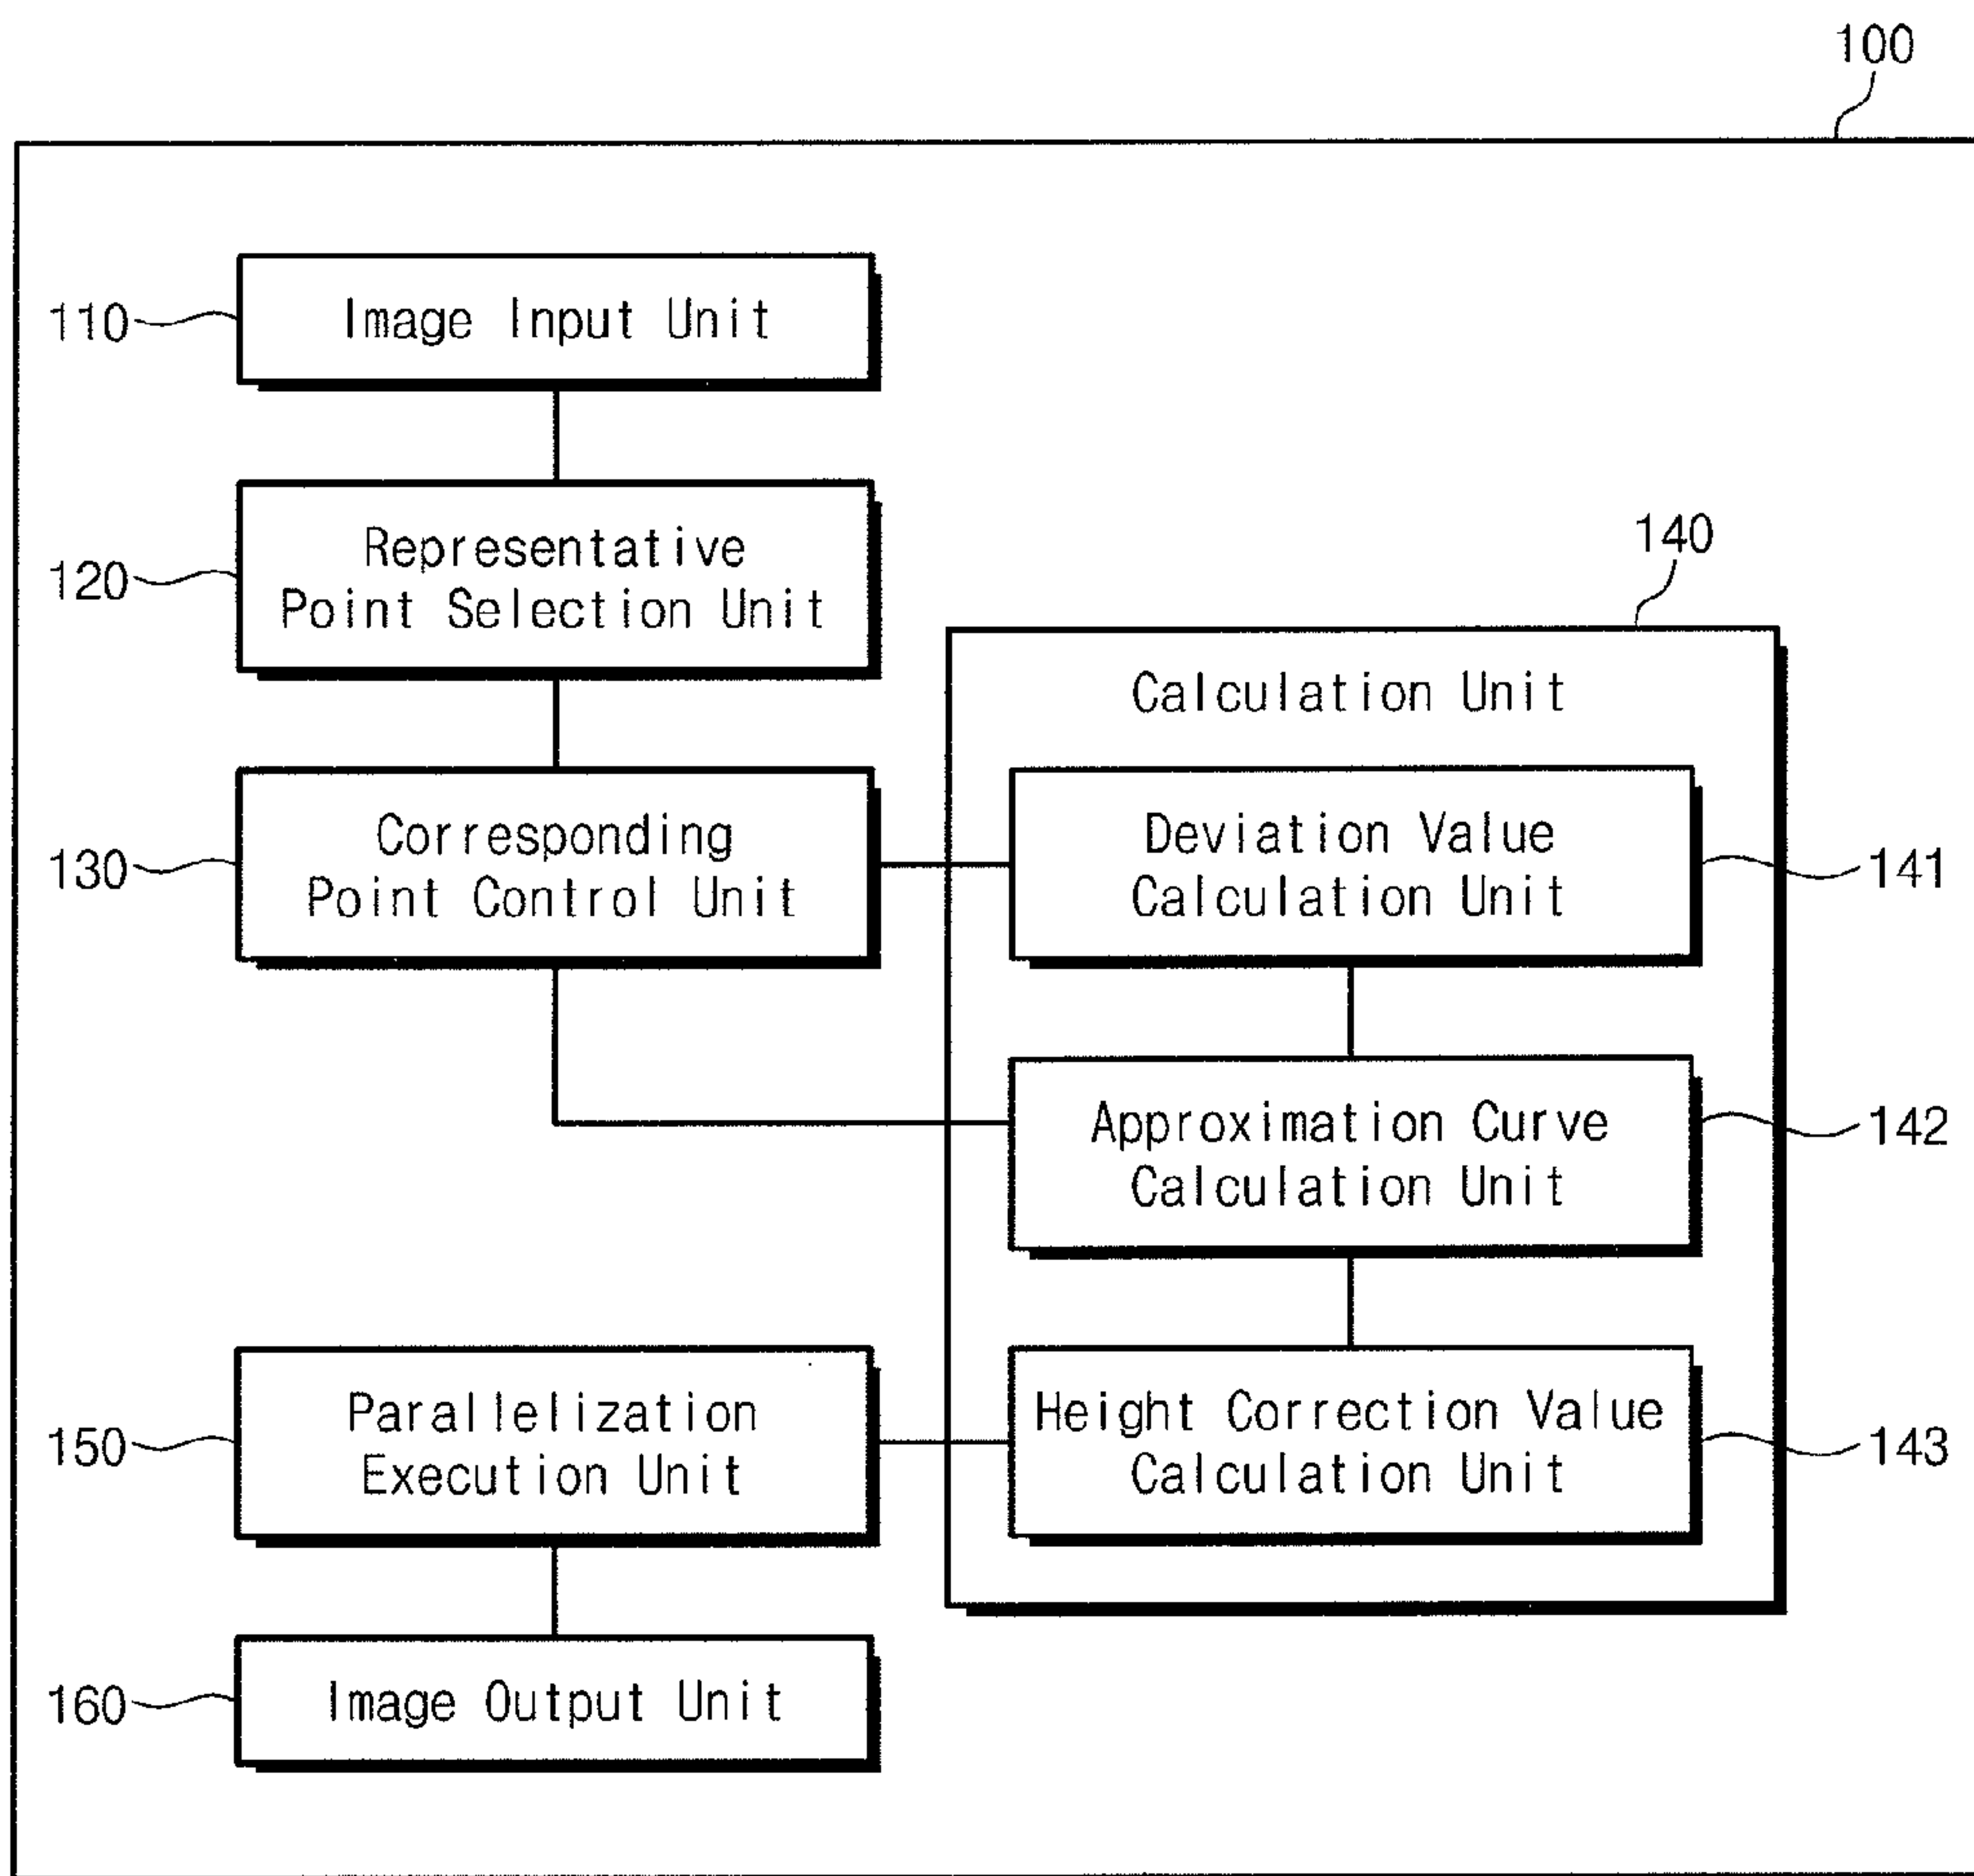 100
110
Image Input Unit
120
Representative
Point Selection Unit
140
Calculation Unit
130
Corresponding
Point Control Unit
Deviation Value
Calculation Unit
141
Approximation Curve
Calculation Unit
142
150
Parallelization
Execution Unit
Height Correction Value
Calculation Unit
143
160
Image Output Unit